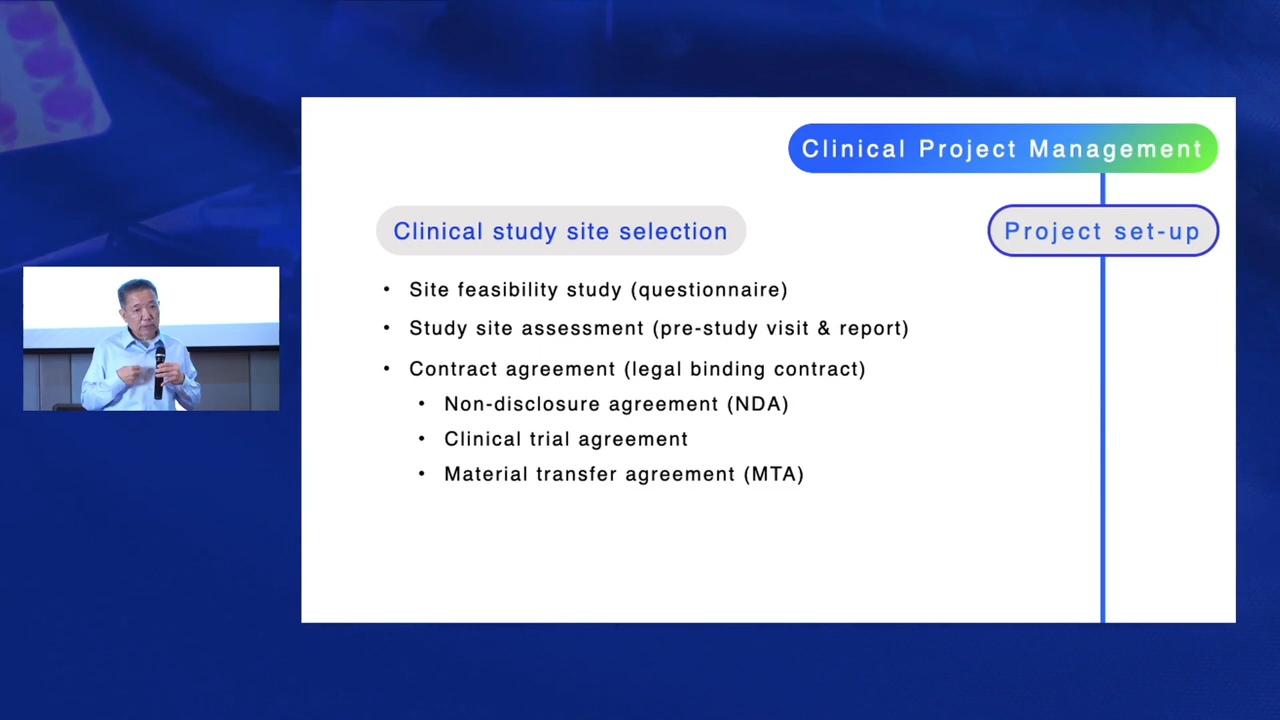 Clinical Project Management
Clinical study site selection
Project set-up
• Site feasibility study (questionnaire)
• Study site assessment (pre-study visit & report)
• Contract agreement (legal binding contract)
• Non-disclosure agreement (NDA)
• Clinical trial agreement
• Material transfer agreement (MTA)